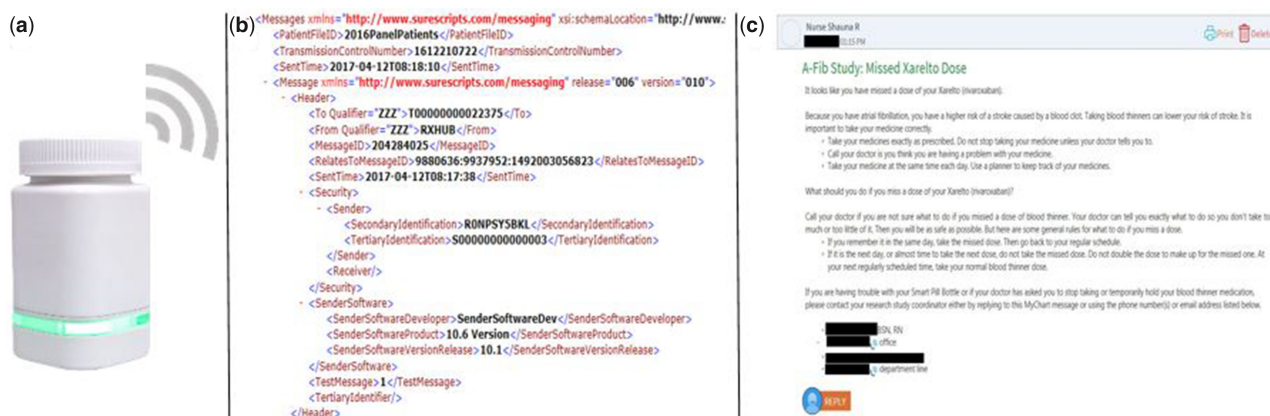 (a)
(b)
<Messages xmlns="http://www.surescripts.com/messaging" xsi:schemaLocation="http://www.
<PatientFileID>2016PanelPatients</PatientFileID>
<TransmissionControlNumber>1612210722</TransmissionControlNumber>
<SentTime>2017-04-12T08:18:10</SentTime>
- <Message xmlns="http://www.surescripts.com/messaging" release="006" version="010">
- <Header>
<To Qualifier="ZZZ">T00000000022375</To>
<From Qualifier="ZZZ">RXHUB</From>
<MessageID>204284025</MessageID>
<RelatesToMessageID>9880636:9937952:1492003056823</RelatesToMessageID>
<SentTime>2017-04-12T08:17:38</SentTime>
- <Security>
- <Sender>
<SecondaryIdentification>R0NPSY5BKL</SecondaryIdentification>
<TertiaryIdentification>S00000000000003</TertiaryIdentification>
</Sender>
<Receiver/>
</Security>
- <SenderSoftware>
<SenderSoftwareDeveloper>SenderSoftwareDev</SenderSoftwareDeveloper>
<SenderSoftwareProduct>10.6 Version</SenderSoftwareProduct>
<SenderSoftwareVersionRelease>10.1</SenderSoftwareVersionRelease>
</SenderSoftware>
<TestMessage>1</TestMessage>
<TertiaryIdentifier/>
</Header>
(c)
Nurse Shauna R
01:15 PM
Print Delete
A-Fib Study: Missed Xarelto Dose
It looks like you have missed a dose of your Xarelto (rivaroxaban).
Because you have atrial fibrillation, you have a higher risk of a stroke caused by a blood clot. Taking blood thinners can lower your risk of stroke. It is
important to take your medicine correctly.
• Take your medicines exactly as prescribed. Do not stop taking your medicine unless your doctor tells you to.
• Call your doctor is you think you are having a problem with your medicine.
• Take your medicine at the same time each day. Use a planner to keep track of your medicines.
What should you do if you miss a dose of your Xarelto (rivaroxaban)?
Call your doctor if you are not sure what to do if you missed a dose of blood thinner. Your doctor can tell you exactly what to do so you don't take to
much or too little of it. Then you will be as safe as possible. But here are some general rules for what to do if you miss a dose.
• If you remember it in the same day, take the missed dose. Then go back to your regular schedule.
• If it is the next day, or almost time to take the next dose, do not take the missed dose. Do not double the dose to make up for the missed one. At
your next regularly scheduled time, take your normal blood thinner dose.
If you are having trouble with your Smart Pill Bottle or if your doctor has asked you to stop taking or temporarily hold your blood thinner medication,
please contact your research study coordinator either by replying to this MyChart message or using the phone number(s) or email address listed below.
BSN, RN
office
department line
REPLY